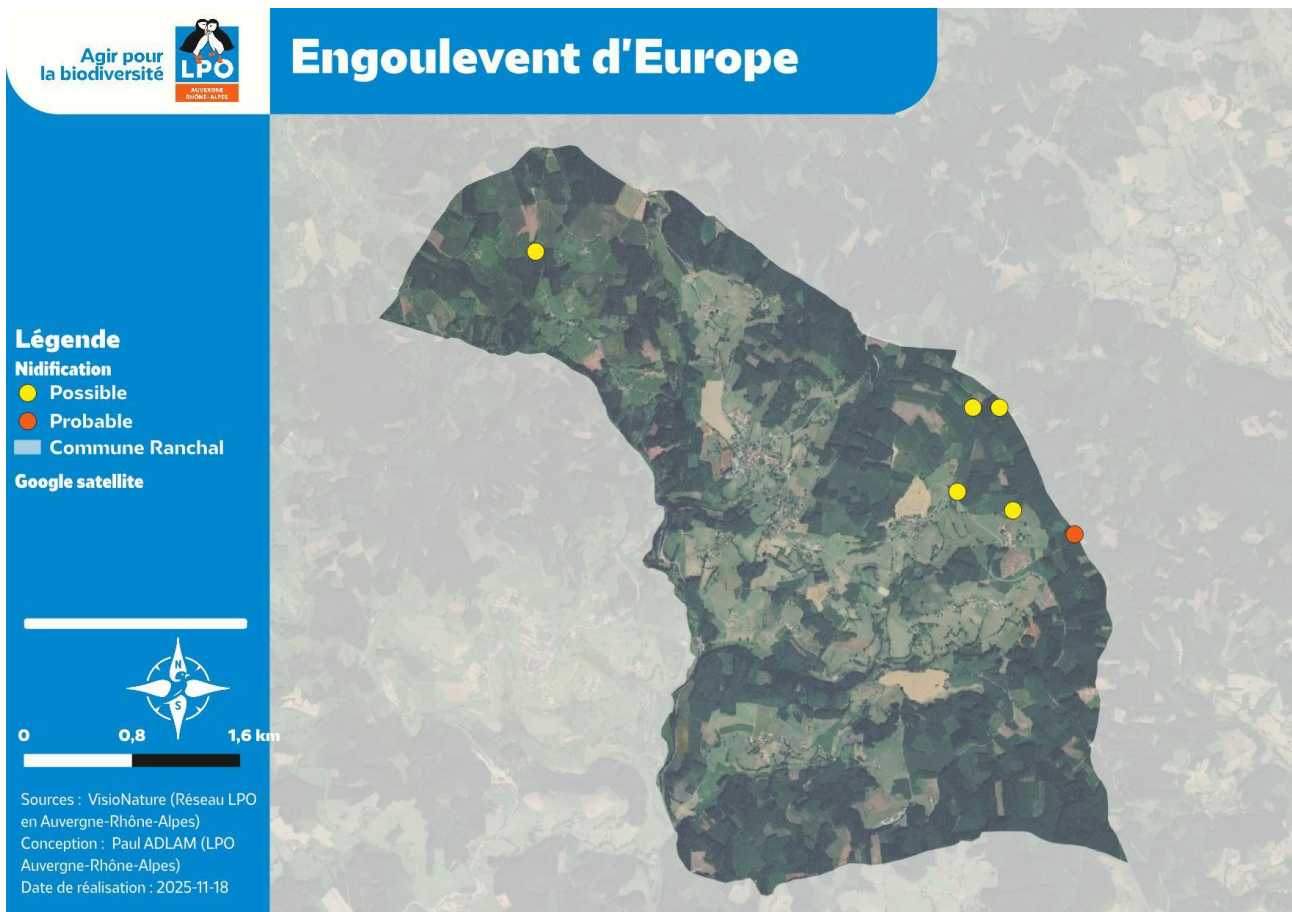 Agir pour
la biodiversité
LPO
AUVERGNE
RHÔNE-ALPES
Engoulevent d'Europe
Légende
Nidification
Possible
Probable
Commune Ranchal
Google satellite
N
S
0 0,8 1,6 km
Sources : VisioNature (Réseau LPO
en Auvergne-Rhône-Alpes)
Conception : Paul ADLAM (LPO
Auvergne-Rhône-Alpes)
Date de réalisation : 2025-11-18